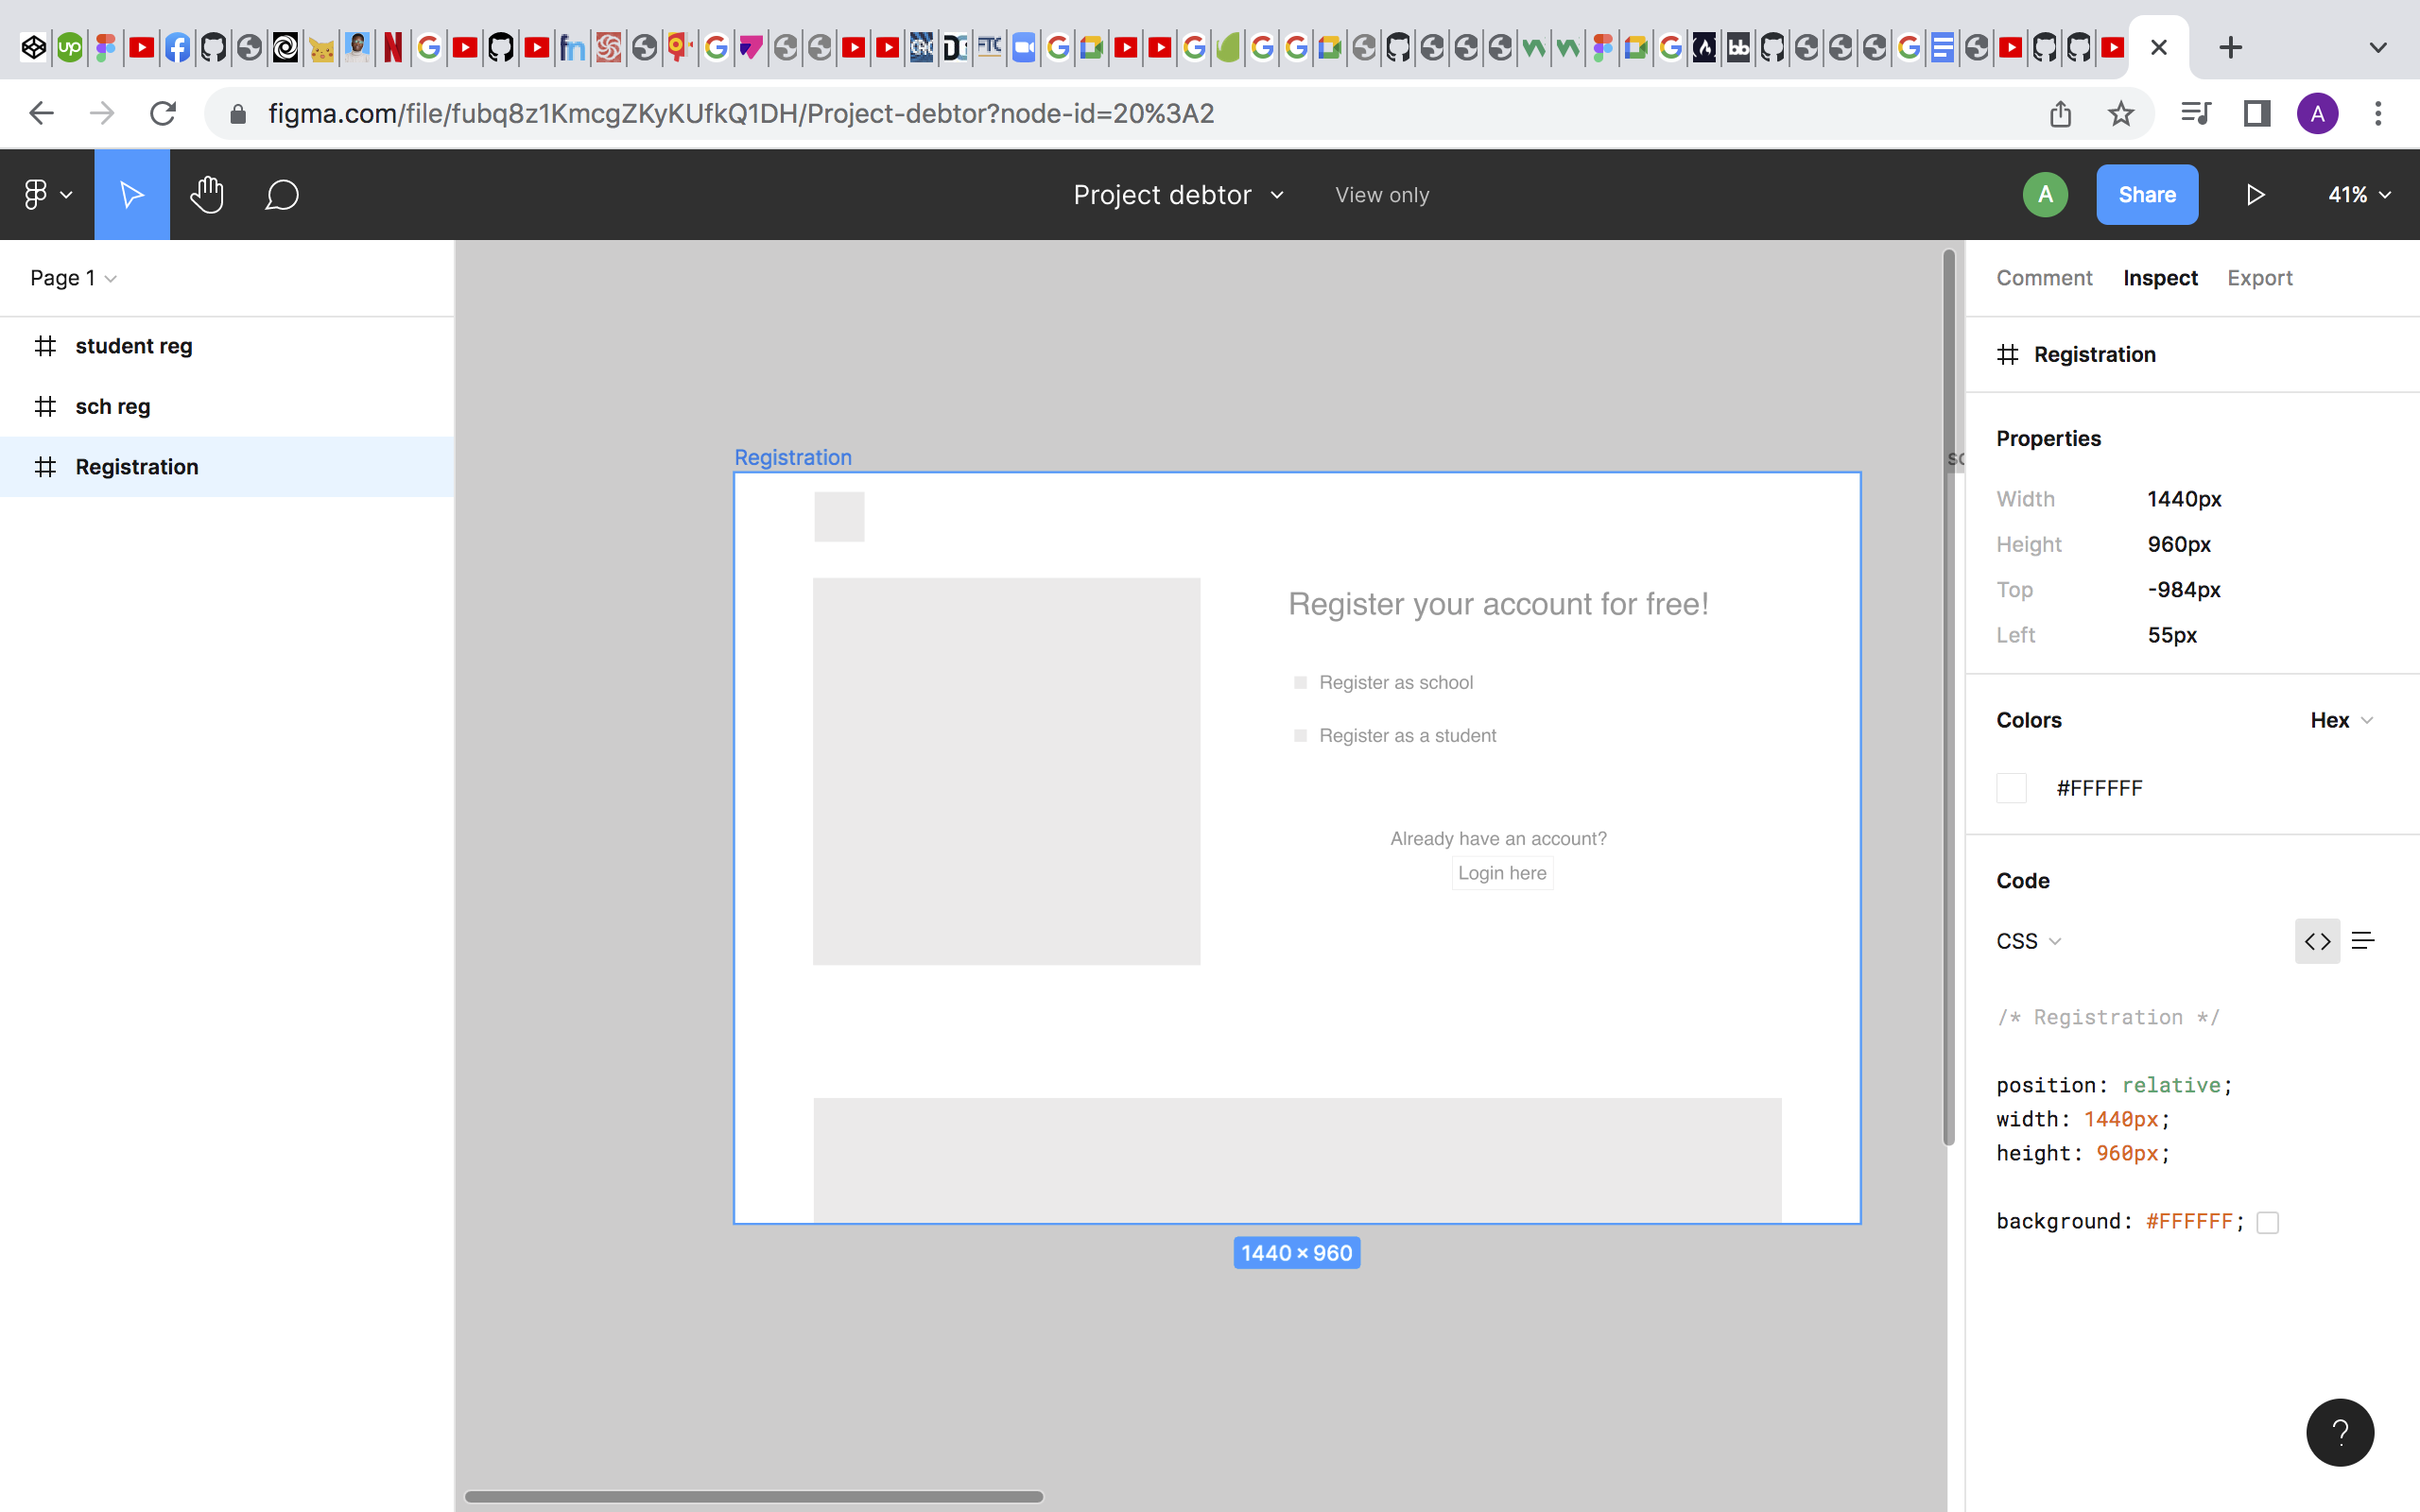 figma.com/file/fubq8z1KmcgZKyKUfkQ1DH/Project-debtor?node-id=20%3A2
A
Project debtor
View only
A
Share
41%
Page 1
student reg
sch reg
Registration
Registration
Register your account for free!
Register as school
Register as a student
Already have an account?
Login here
1440 × 960
Comment Inspect Export
Registration
Properties
Width 1440px
Height 960px
Top -984px
Left 55px
Colors Hex
#FFFFFF
Code
CSS
/* Registration */
position: relative;
width: 1440px;
height: 960px;
background: #FFFFFF;
?